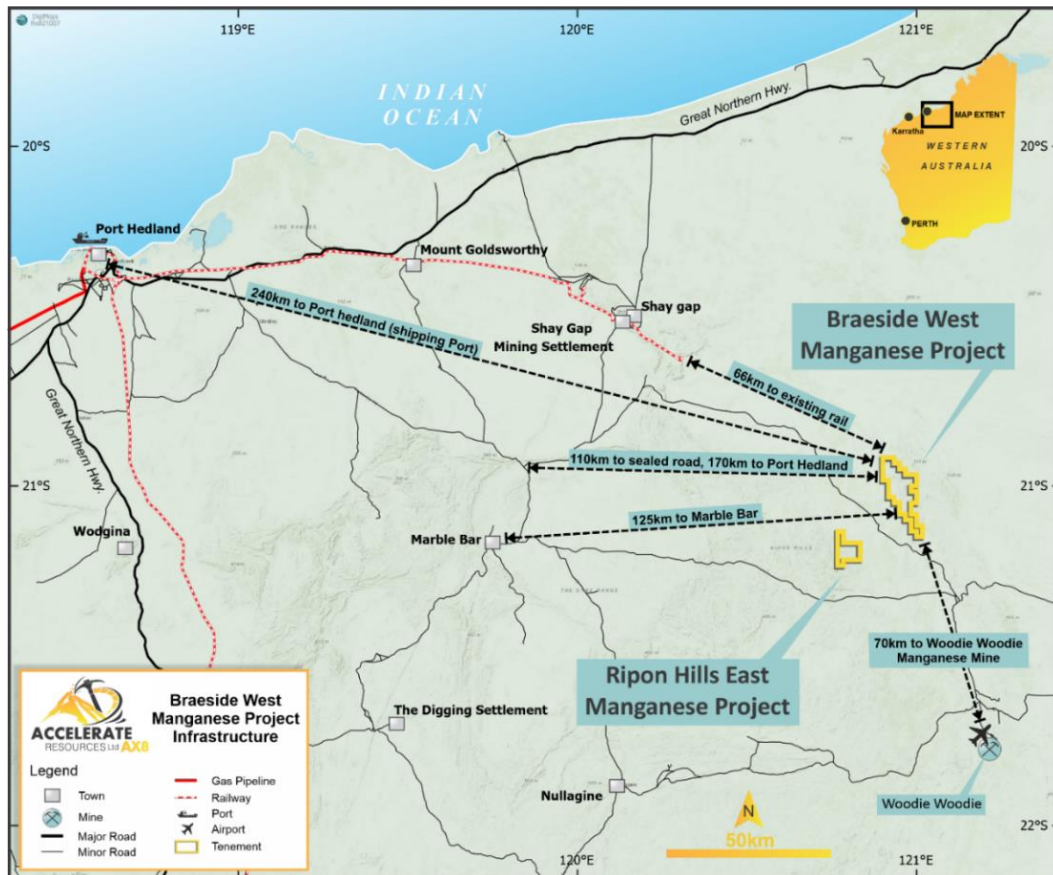 119°E
120°E
121°E
INDIAN
OCEAN
Great Northern Hwy.
MAP EXTENT
Karratha
WESTERN
AUSTRALIA
PERTH
20°S
20°S
Port Hedland
Mount Goldsworthy
Shay gap
Shay Gap
Mining Settlement
240km to Port hedland (shipping Port)
Braeside West
Manganese Project
66km to existing rail
Great Northern Hwy.
110km to sealed road, 170km to Port Hedland
21°S
21°S
125km to Marble Bar
Wodgina
Marble Bar
70km to Woodie Woodie
Manganese Mine
Ripon Hills East
Manganese Project
The Digging Settlement
Nullagine
Woodie Woodie
ACCELERATE
RESOURCES Ltd AX8
Braeside West
Manganese Project
Infrastructure
Legend
Town
Mine
Major Road
Minor Road
Gas Pipeline
Railway
Port
Airport
Tenement
N
50km
22°S
120°E
121°E